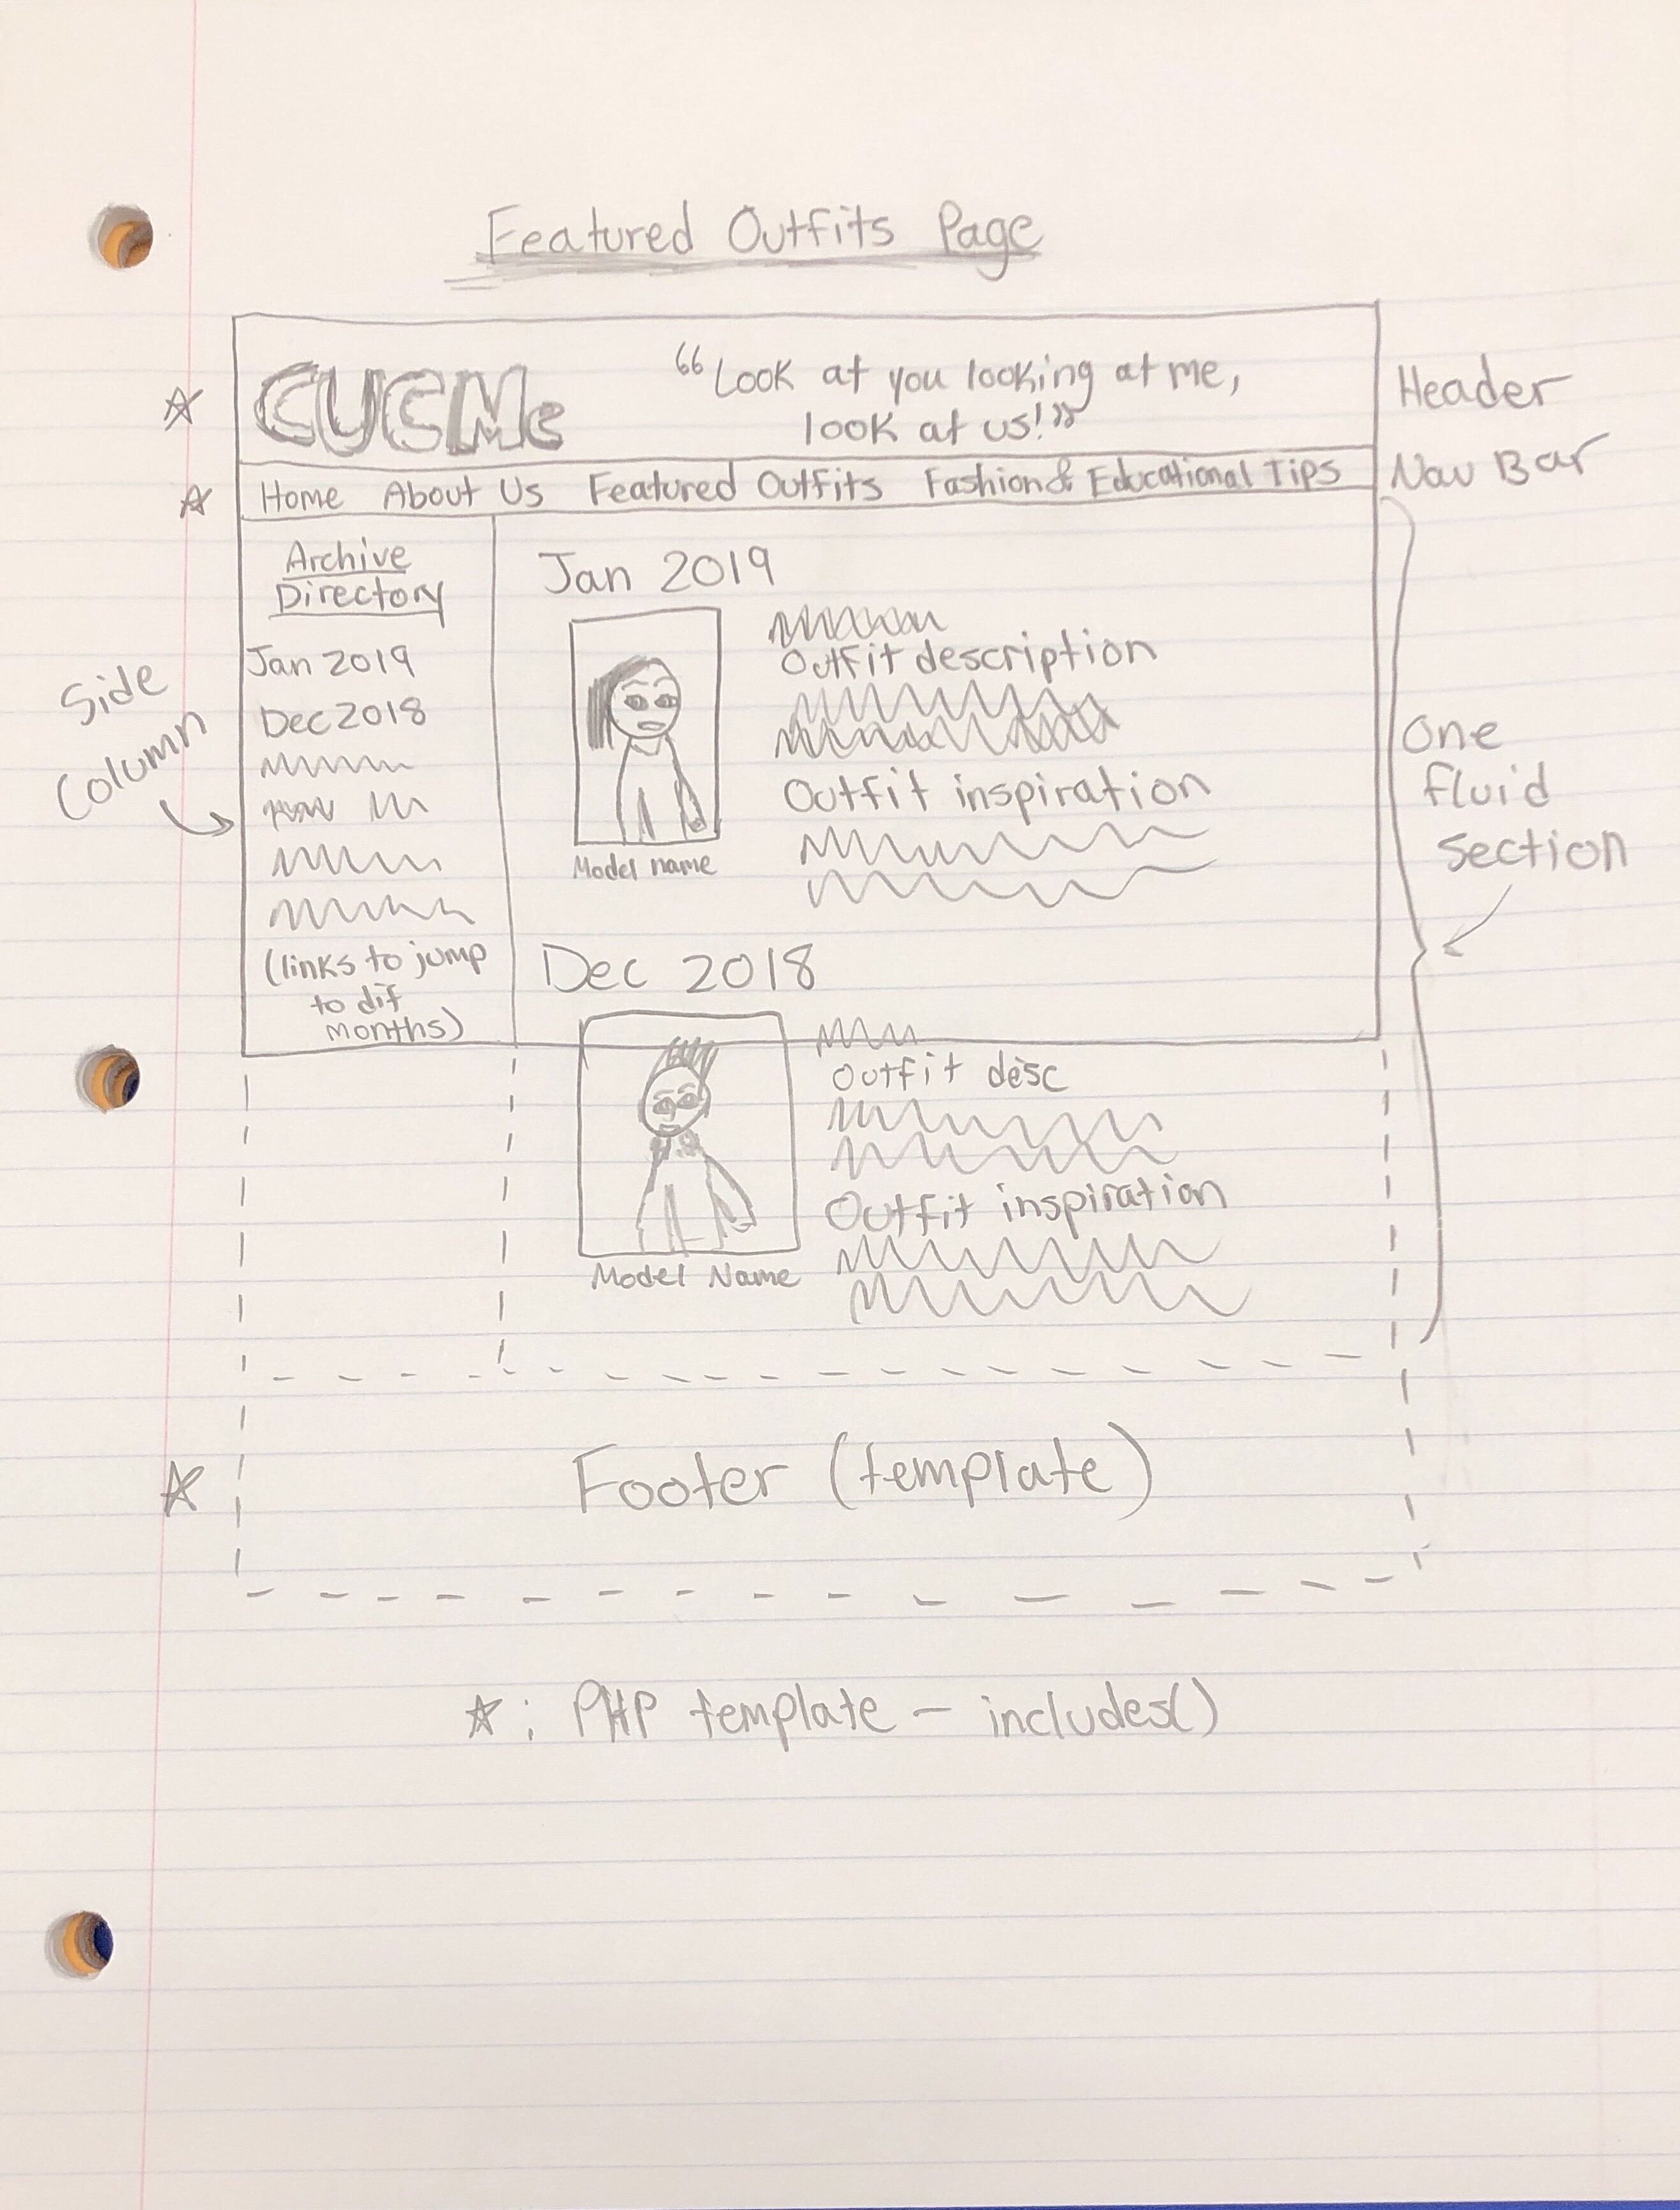 Featured Outfits Page
CUCMe
“Look at you looking at me,
look at us!”
Header
Home About Us Featured Outfits Fashion & Educational Tips
Nav Bar
Archive
Directory
Jan 2019
Dec 2018
(links to jump
to dif
months)
Side
Column
Jan 2019
Outfit description
Outfit inspiration
Model name
One
fluid
section
Dec 2018
Outfit desc
Outfit inspiration
Model Name
Footer (template)
☆: PHP template - includes()